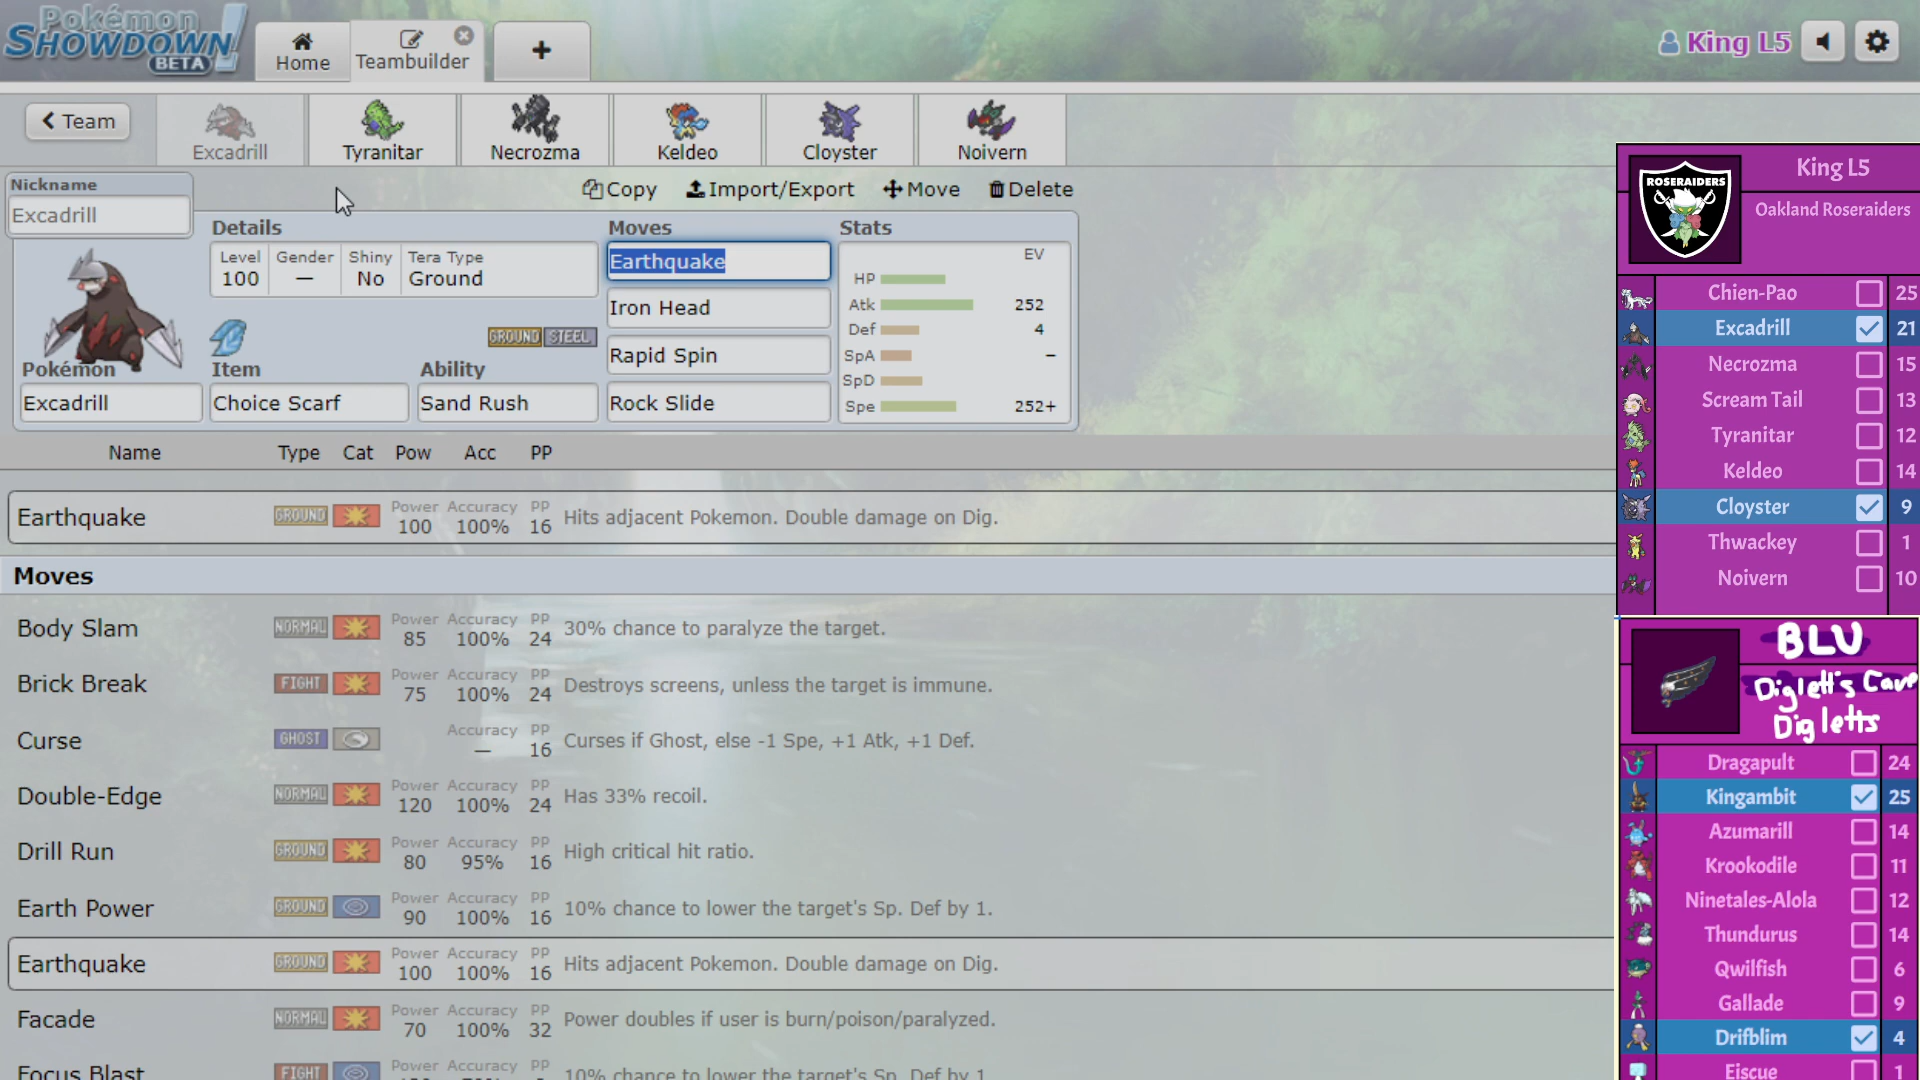 Pokémon
SHOWDOWN!
BETA
Home
Teambuilder
King L5
Team
Excadrill
Tyranitar
Necrozma
Keldeo
Cloyster
Noivern
Copy
Import/Export
Move
Delete
Nickname
Excadrill
Details
Level
100
Gender
—
Shiny
No
Tera Type
Ground
GROUND STEEL
Pokémon
Excadrill
Item
Choice Scarf
Ability
Sand Rush
Moves
Earthquake
Iron Head
Rapid Spin
Rock Slide
Stats
EV
HP
Atk 252
Def 4
SpA –
SpD
Spe 252+
Name Type Cat Pow Acc PP
Earthquake GROUND Power 100 Accuracy 100% PP 16 Hits adjacent Pokemon. Double damage on Dig.
Moves
Body Slam NORMAL Power 85 Accuracy 100% PP 24 30% chance to paralyze the target.
Brick Break FIGHT Power 75 Accuracy 100% PP 24 Destroys screens, unless the target is immune.
Curse GHOST Accuracy — PP 16 Curses if Ghost, else -1 Spe, +1 Atk, +1 Def.
Double-Edge NORMAL Power 120 Accuracy 100% PP 24 Has 33% recoil.
Drill Run GROUND Power 80 Accuracy 95% PP 16 High critical hit ratio.
Earth Power GROUND Power 90 Accuracy 100% PP 16 10% chance to lower the target's Sp. Def by 1.
Earthquake GROUND Power 100 Accuracy 100% PP 16 Hits adjacent Pokemon. Double damage on Dig.
Facade NORMAL Power 70 Accuracy 100% PP 32 Power doubles if user is burn/poison/paralyzed.
Focus Blast FIGHT Power Accuracy PP 10% chance to lower the target's Sp. Def by 1
ROSERAIDERS
King L5
Oakland Roseraiders
Chien-Pao 25
Excadrill 21
Necrozma 15
Scream Tail 13
Tyranitar 12
Keldeo 14
Cloyster 9
Thwackey 1
Noivern 10
BLU
Diglett's Cave
Digletts
Dragapult 24
Kingambit 25
Azumarill 14
Krookodile 11
Ninetales-Alola 12
Thundurus 14
Qwilfish 6
Gallade 9
Drifblim 4
Eiscue 1